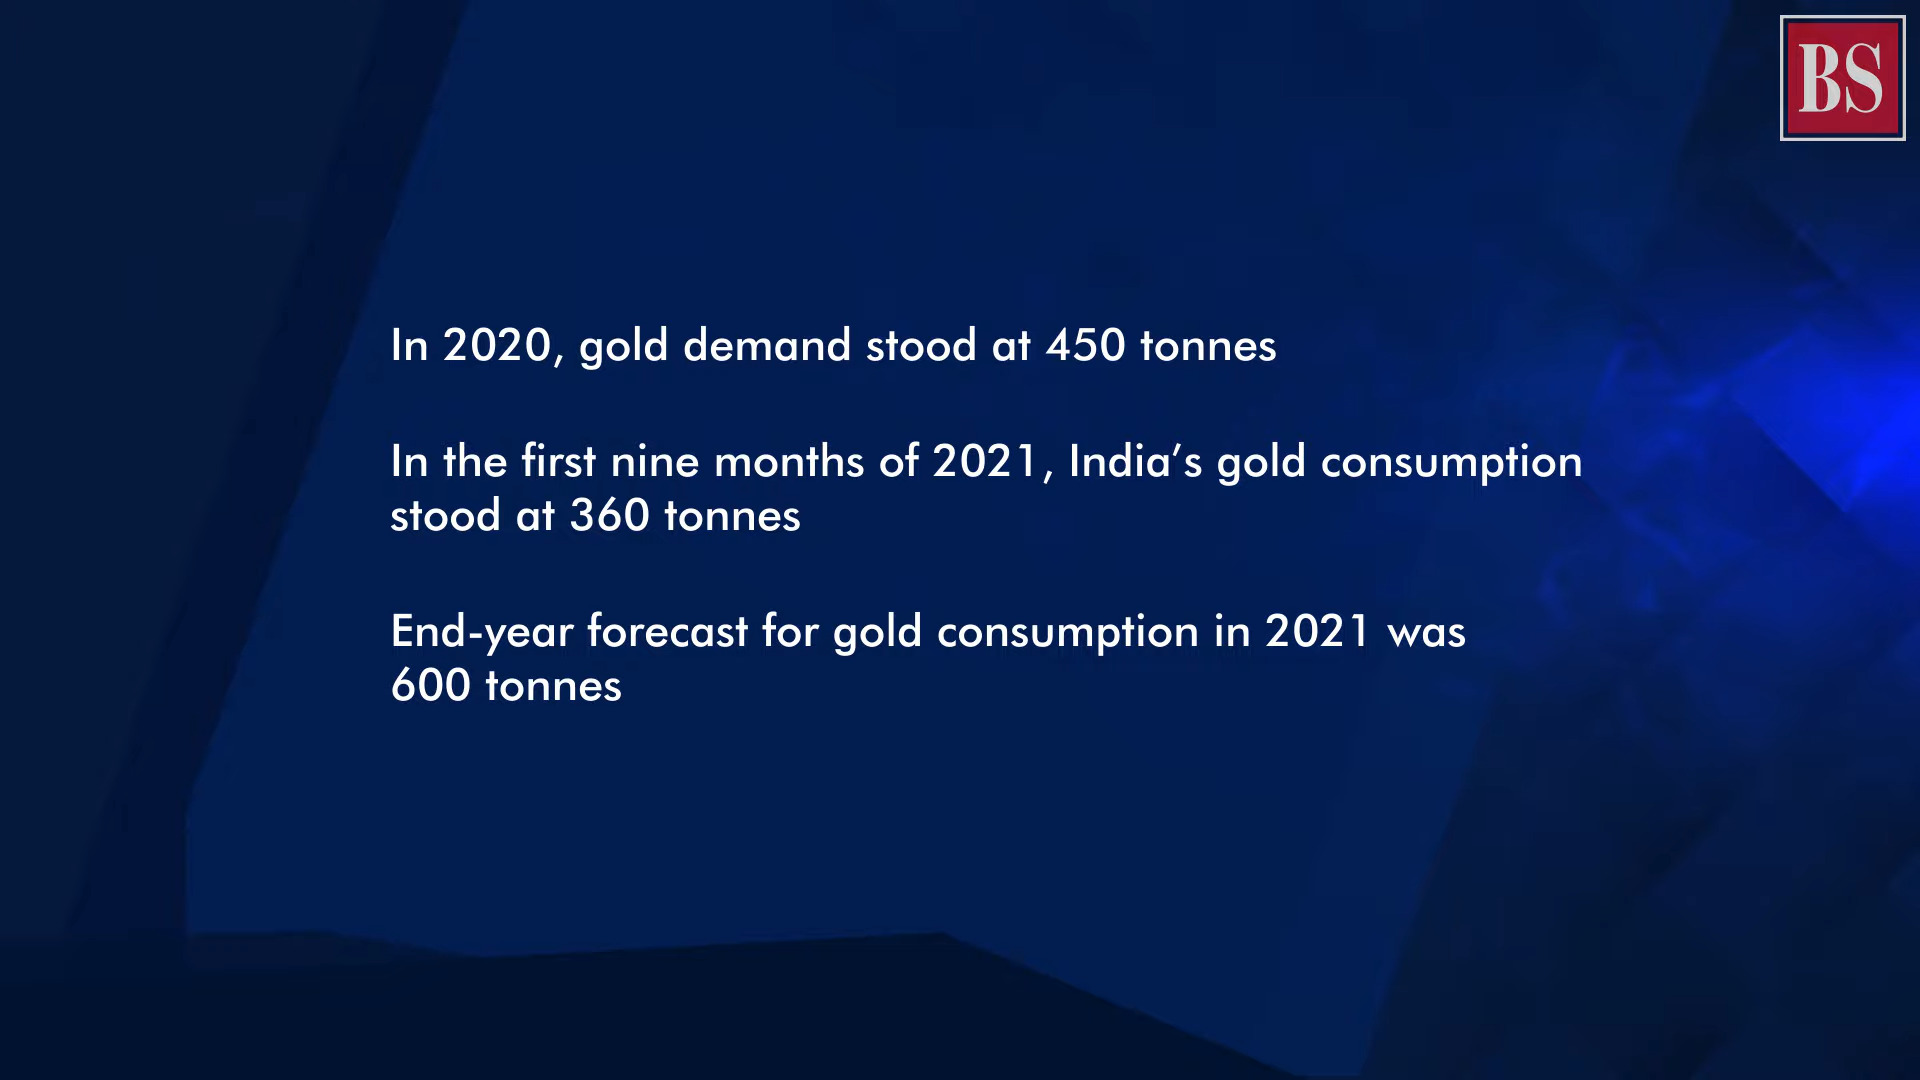 BS
In 2020, gold demand stood at 450 tonnes
In the first nine months of 2021, India’s gold consumption
stood at 360 tonnes
End-year forecast for gold consumption in 2021 was
600 tonnes